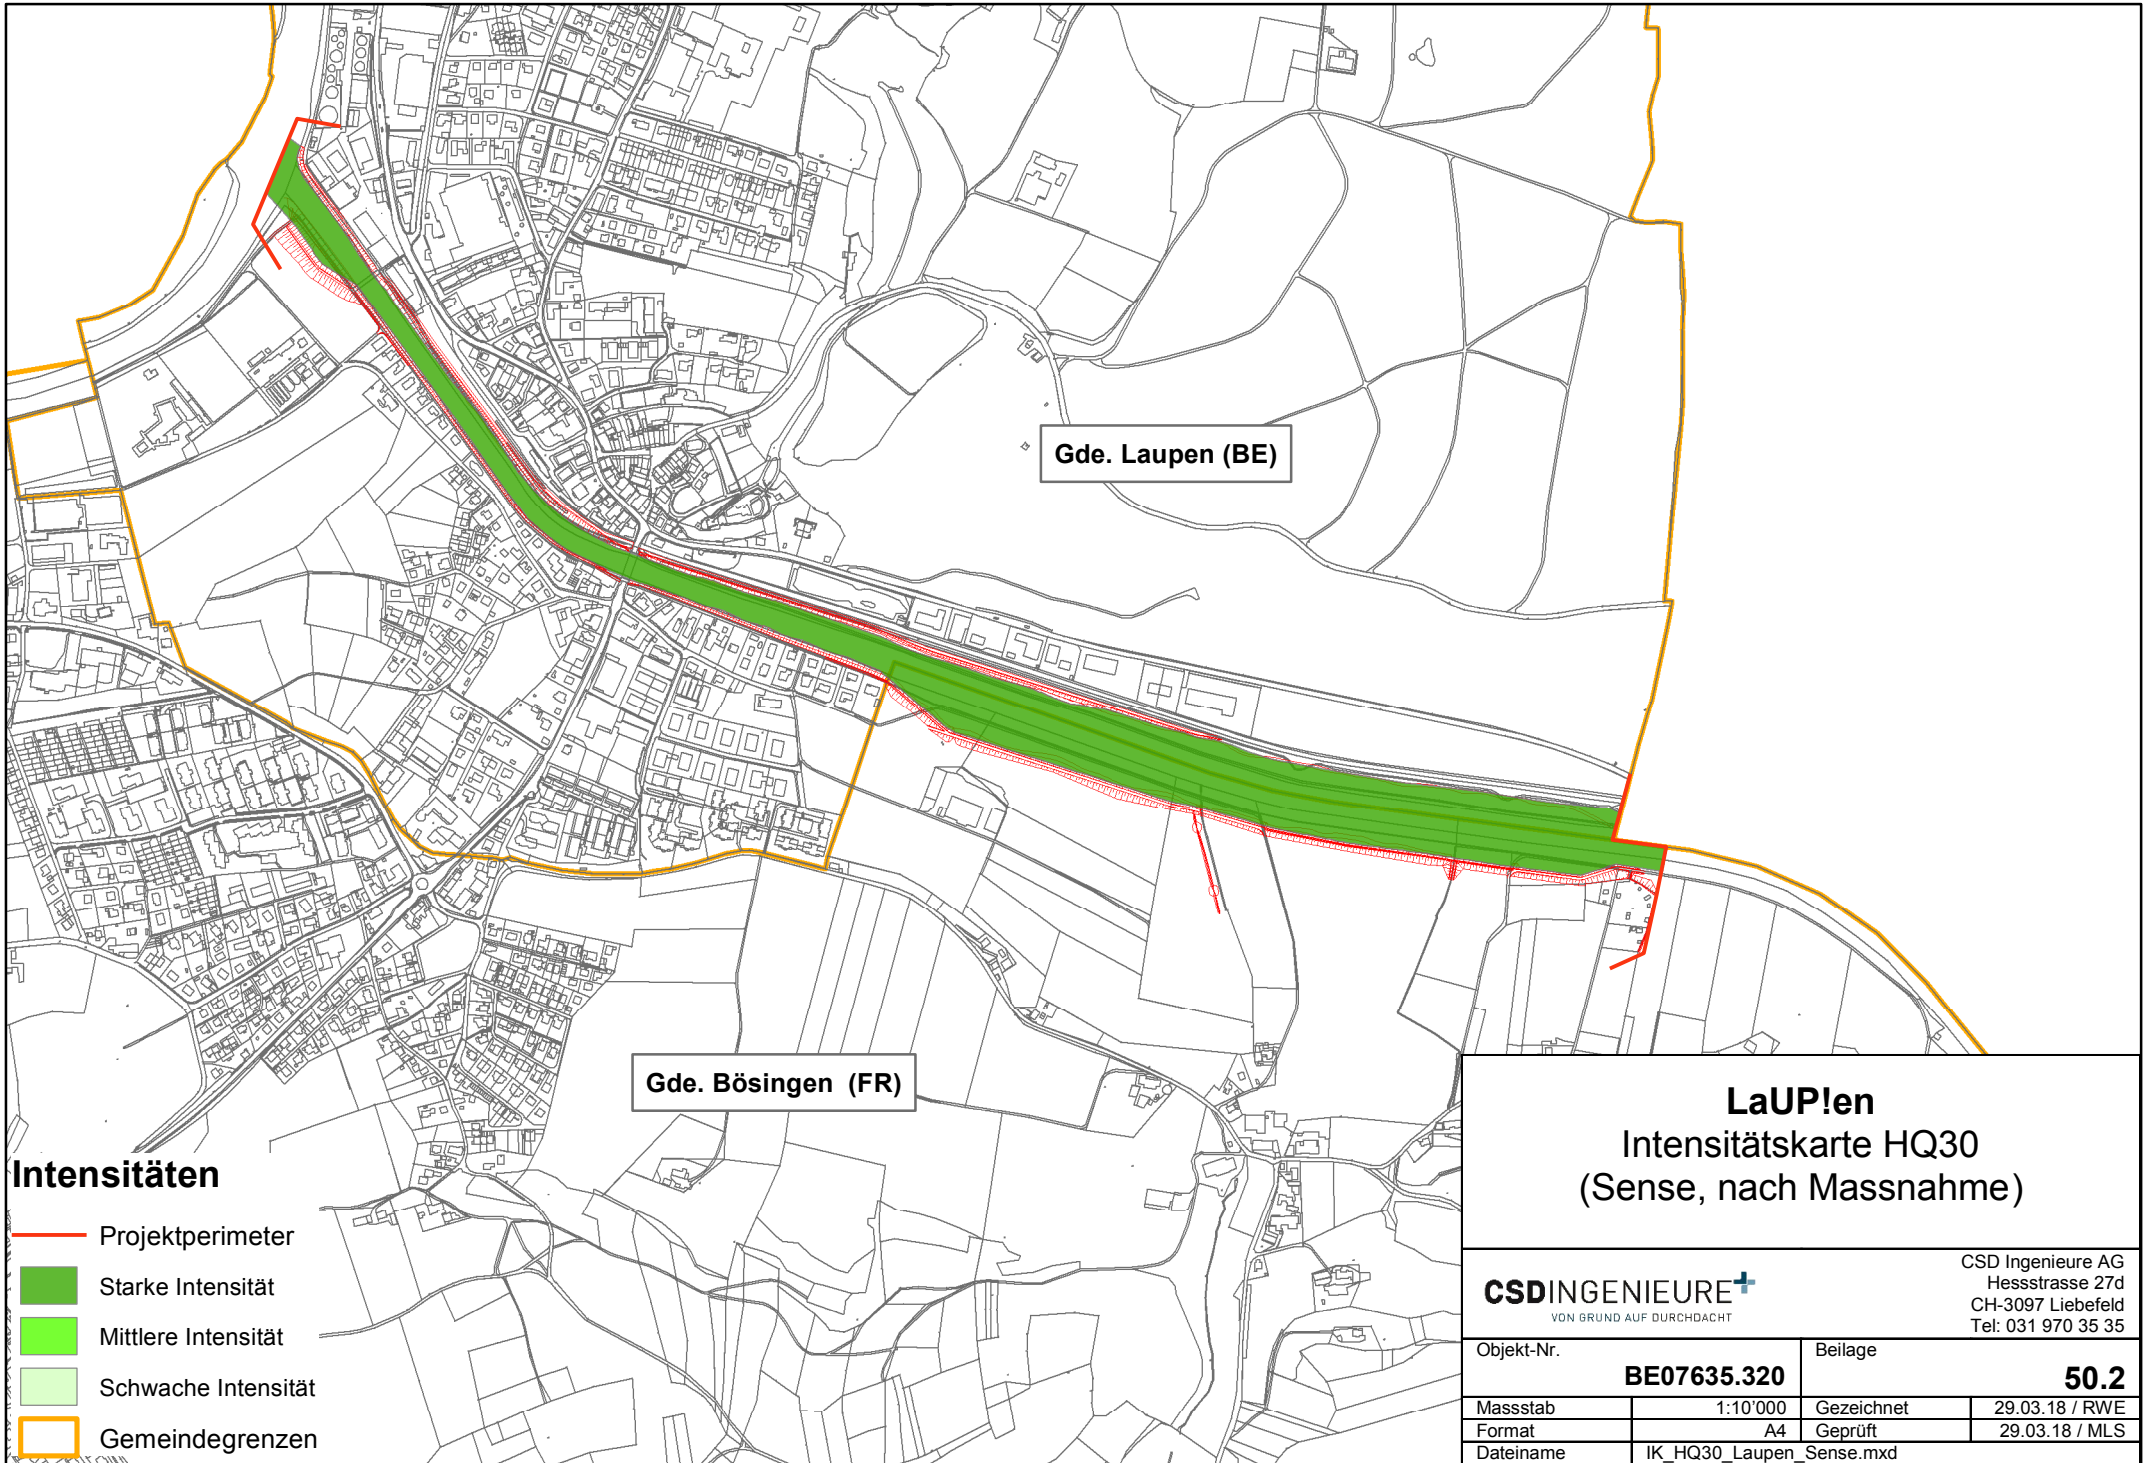 Gde. Laupen (BE)
Gde. Bösingen (FR)
Intensitäten
Projektperimeter
Starke Intensität
Mittlere Intensität
Schwache Intensität
Gemeindegrenzen
LaUP!en
Intensitätskarte HQ30
(Sense, nach Massnahme)
CSDINGENIEURE
VON GRUND AUF DURCHDACHT
CSD Ingenieure AG
Hessstrasse 27d
CH-3097 Liebefeld
Tel: 031 970 35 35
Objekt-Nr.
BE07635.320
Beilage
50.2
Massstab 1:10'000 Gezeichnet 29.03.18 / RWE
Format A4 Geprüft 29.03.18 / MLS
Dateiname IK_HQ30_Laupen_Sense.mxd